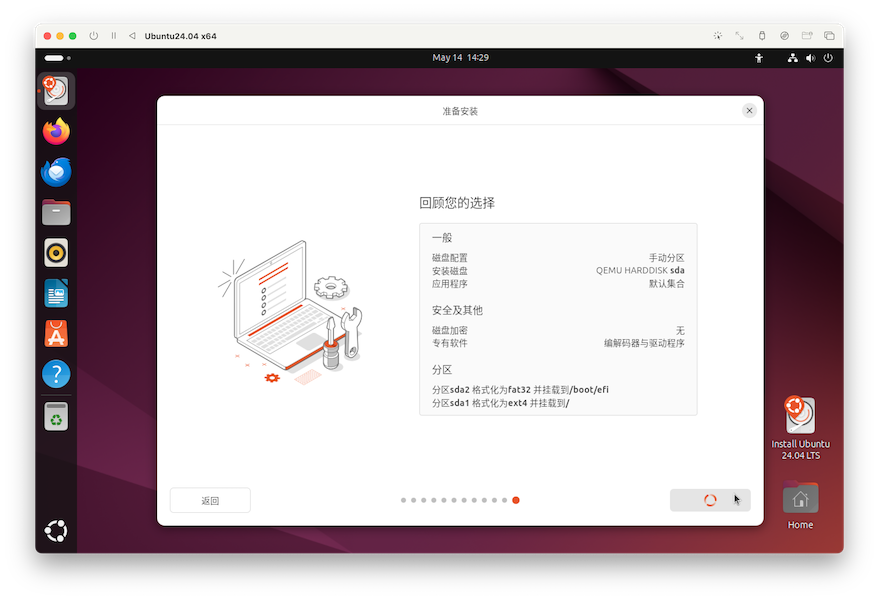 Ubuntu24.04 x64
May 14 14:29
准备安装
回顾您的选择
一般
磁盘配置 手动分区
安装磁盘 QEMU HARDDISK sda
应用程序 默认集合
安全及其他
磁盘加密 无
专有软件 编解码器与驱动程序
分区
分区sda2 格式化为fat32 并挂载到/boot/efi
分区sda1 格式化为ext4 并挂载到/
返回
Install Ubuntu
24.04 LTS
Home